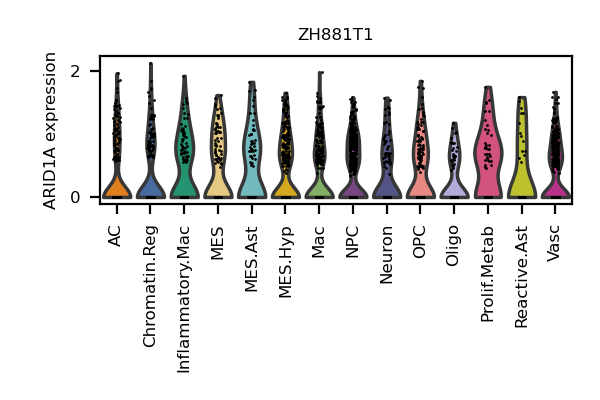 ZH881T1
ARID1A expression
2
0
AC
Chromatin.Reg
Inflammatory.Mac
MES
MES.Ast
MES.Hyp
Mac
NPC
Neuron
OPC
Oligo
Prolif.Metab
Reactive.Ast
Vasc